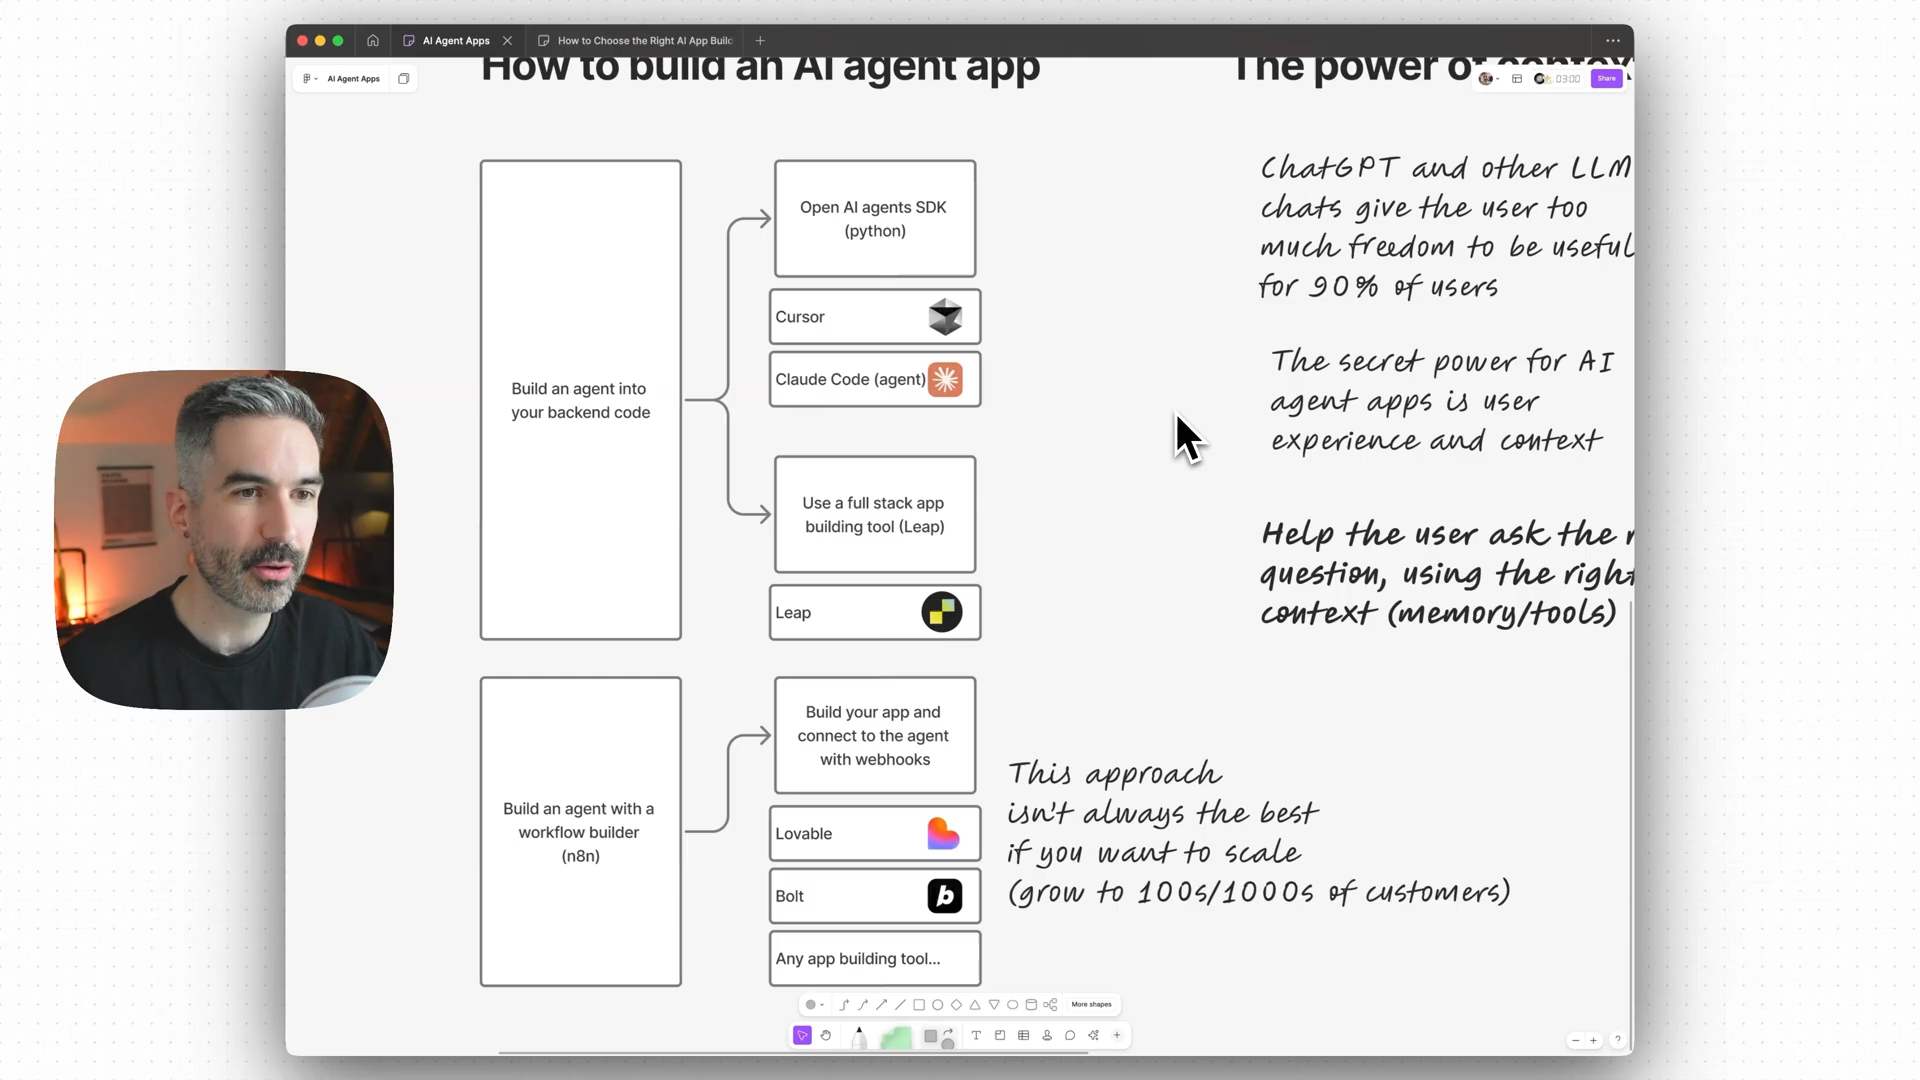 AI Agent Apps
How to Choose the Right AI App Build
AI Agent Apps
03:00
Share
How to build an AI agent app
The power of context
Open AI agents SDK
(python)
Cursor
Claude Code (agent)
Build an agent into
your backend code
Use a full stack app
building tool (Leap)
Leap
Build an agent with a
workflow builder
(n8n)
Build your app and
connect to the agent
with webhooks
Lovable
Bolt
Any app building tool...
ChatGPT and other LLM
chats give the user too
much freedom to be useful
for 90% of users
The secret power for AI
agent apps is user
experience and context
Help the user ask the
question, using the right
context (memory/tools)
This approach
isn't always the best
if you want to scale
(grow to 100s/1000s of customers)
More shapes